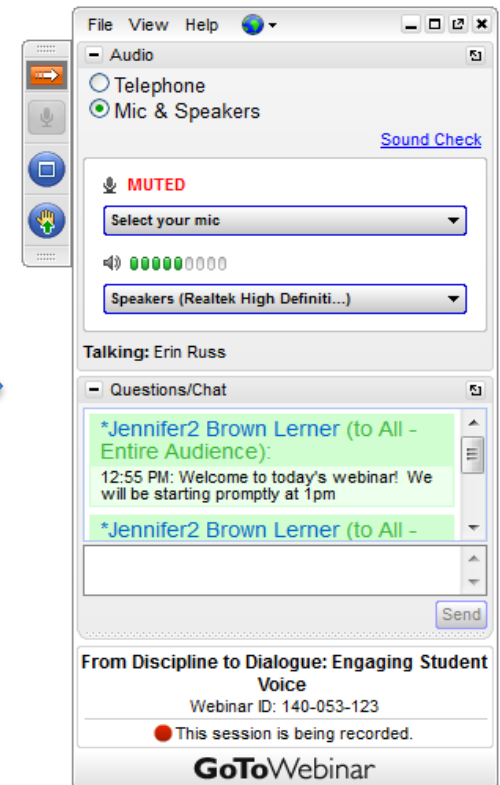 File View Help
Audio
Telephone
Mic & Speakers
Sound Check
MUTED
Select your mic
Speakers (Realtek High Definiti...)
Talking: Erin Russ
Questions/Chat
*Jennifer2 Brown Lerner (to All -
Entire Audience):
12:55 PM: Welcome to today's webinar! We
will be starting promptly at 1pm
*Jennifer2 Brown Lerner (to All -
Send
From Discipline to Dialogue: Engaging Student
Voice
Webinar ID: 140-053-123
This session is being recorded.
GoToWebinar